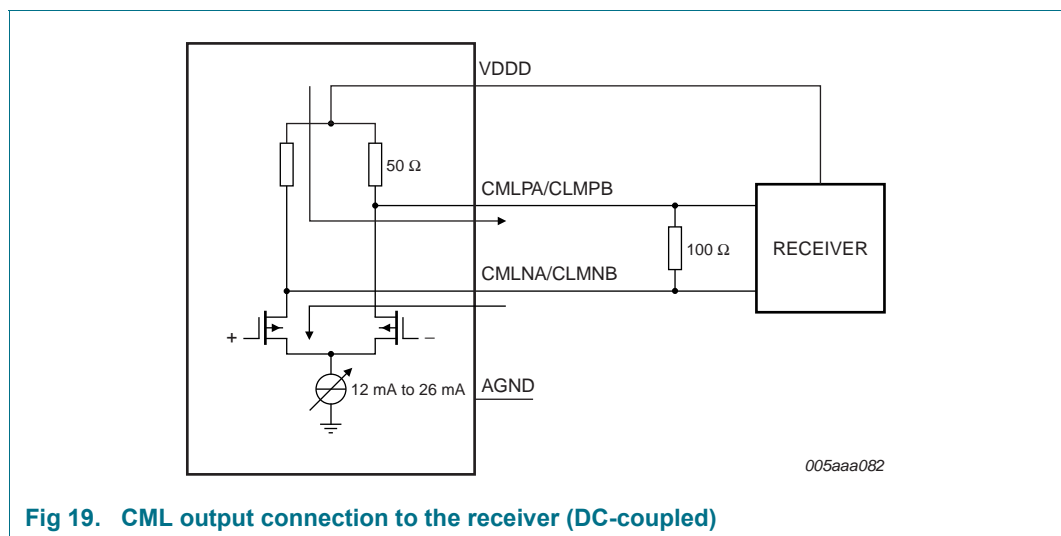 VDDD
50 Ω
CMLPA/CLMPB
100 Ω
RECEIVER
CMLNA/CLMNB
+
−
12 mA to 26 mA
AGND
005aaa082
Fig 19. CML output connection to the receiver (DC-coupled)